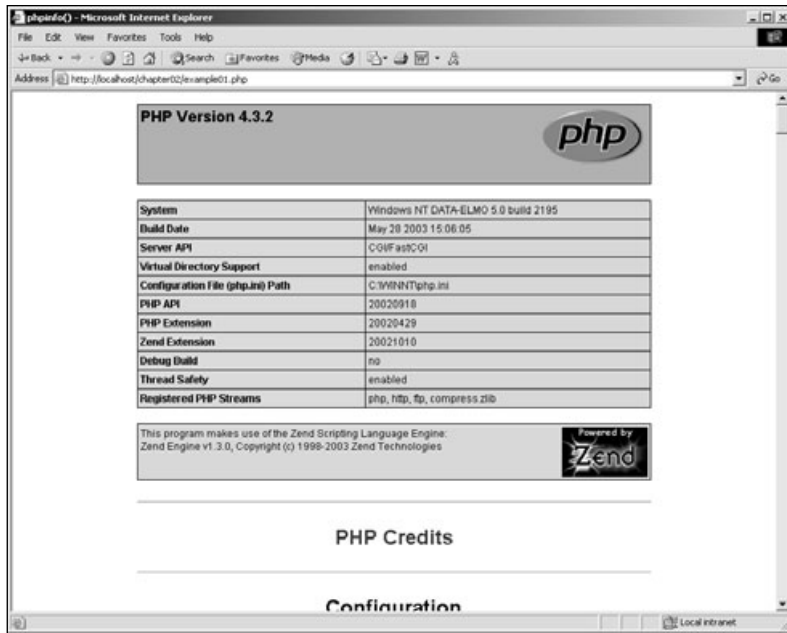 phpinfo() - Microsoft Internet Explorer
File Edit View Favorites Tools Help
Back Search Favorites Media
Address http://localhost/chapter02/example01.php Go
PHP Version 4.3.2
php
System Windows NT DATA-ELMO 5.0 build 2195
Build Date May 28 2003 15:06:05
Server API CGI/FastCGI
Virtual Directory Support enabled
Configuration File (php.ini) Path C:\WINNT\php.ini
PHP API 20020918
PHP Extension 20020429
Zend Extension 20021010
Debug Build no
Thread Safety enabled
Registered PHP Streams php, http, ftp, compress.zlib
This program makes use of the Zend Scripting Language Engine:
Zend Engine v1.3.0, Copyright (c) 1998-2003 Zend Technologies
Powered by
Zend
PHP Credits
Configuration
Local intranet